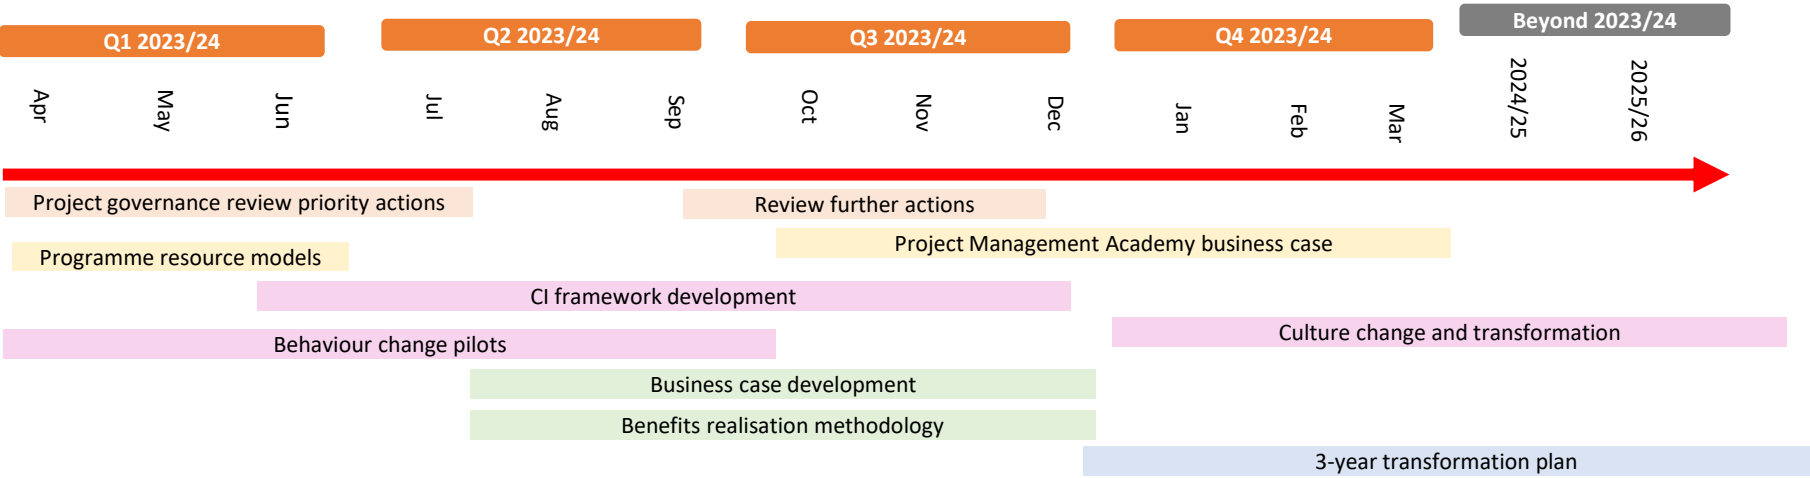 Q1 2023/24
Q2 2023/24
Q3 2023/24
Q4 2023/24
Beyond 2023/24
Apr
May
Jun
Jul
Aug
Sep
Oct
Nov
Dec
Jan
Feb
Mar
2024/25
2025/26
Project governance review priority actions
Review further actions
Programme resource models
Project Management Academy business case
CI framework development
Behaviour change pilots
Culture change and transformation
Business case development
Benefits realisation methodology
3-year transformation plan